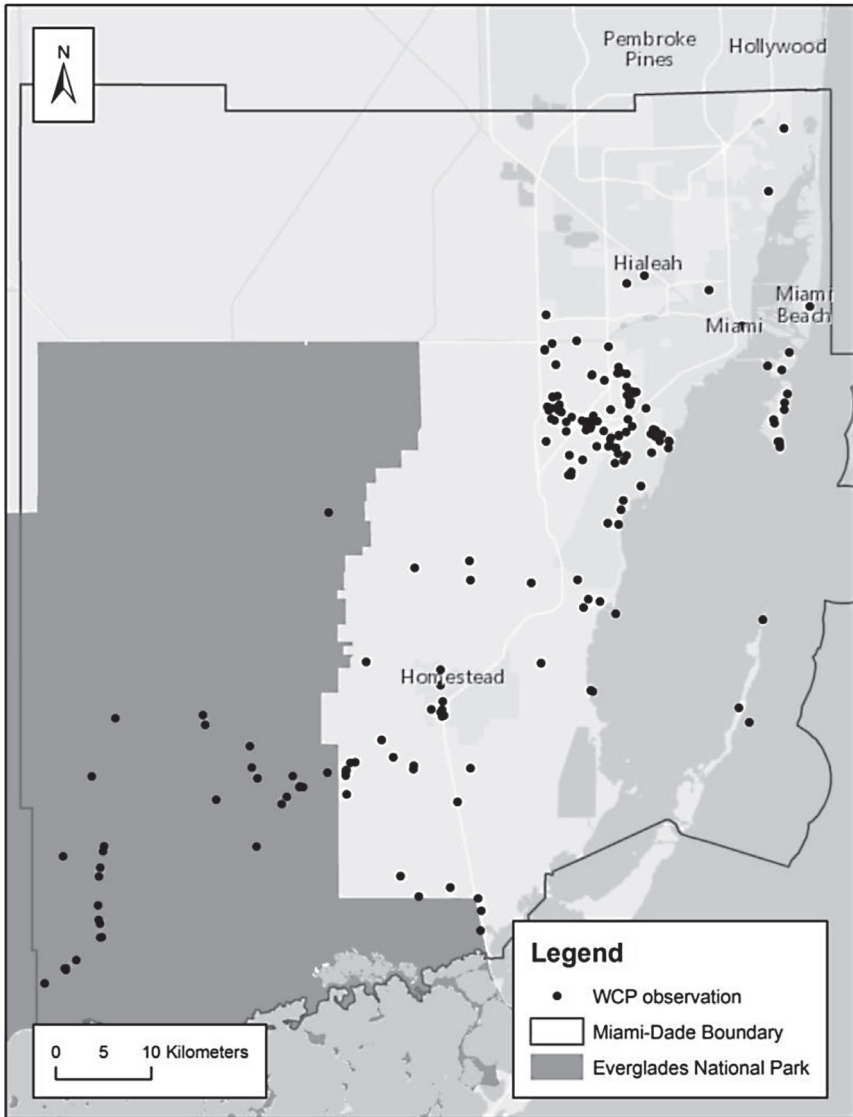 N
Pembroke
Pines
Hollywood
Hialeah
Miami
Beach
Miami
Homestead
Legend
WCP observation
Miami-Dade Boundary
Everglades National Park
0 5 10 Kilometers